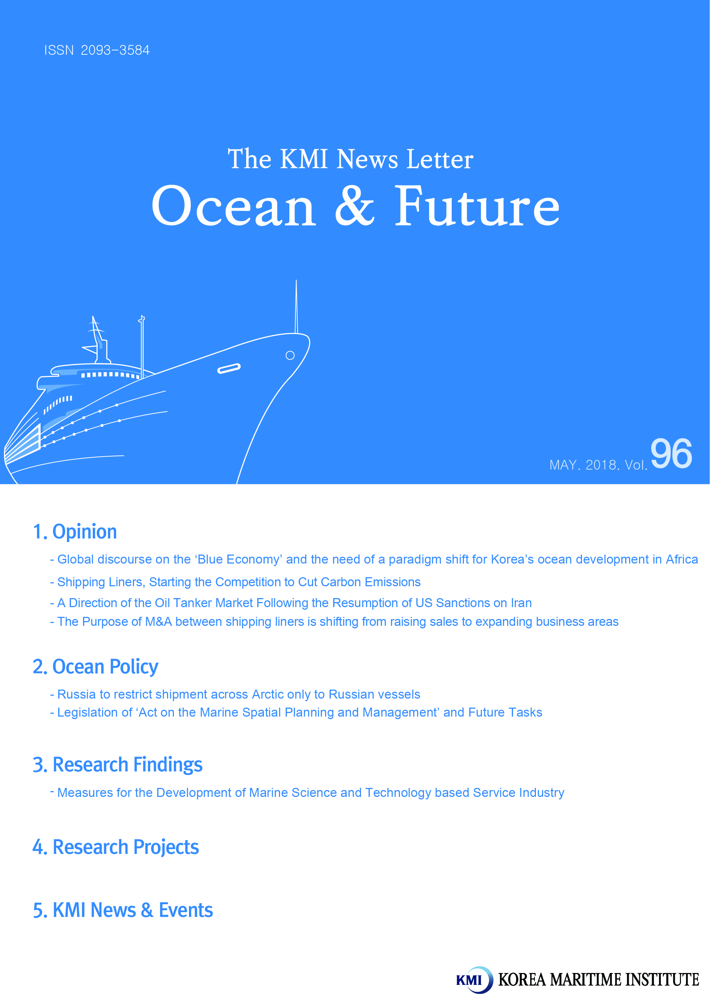 ISSN 2093-3584
The KMI News Letter
Ocean & Future
MAY. 2018. Vol. 96
1. Opinion
- Global discourse on the ‘Blue Economy’ and the need of a paradigm shift for Korea’s ocean development in Africa
- Shipping Liners, Starting the Competition to Cut Carbon Emissions
- A Direction of the Oil Tanker Market Following the Resumption of US Sanctions on Iran
- The Purpose of M&A between shipping liners is shifting from raising sales to expanding business areas
2. Ocean Policy
- Russia to restrict shipment across Arctic only to Russian vessels
- Legislation of ‘Act on the Marine Spatial Planning and Management’ and Future Tasks
3. Research Findings
- Measures for the Development of Marine Science and Technology based Service Industry
4. Research Projects
5. KMI News & Events
KMI KOREA MARITIME INSTITUTE